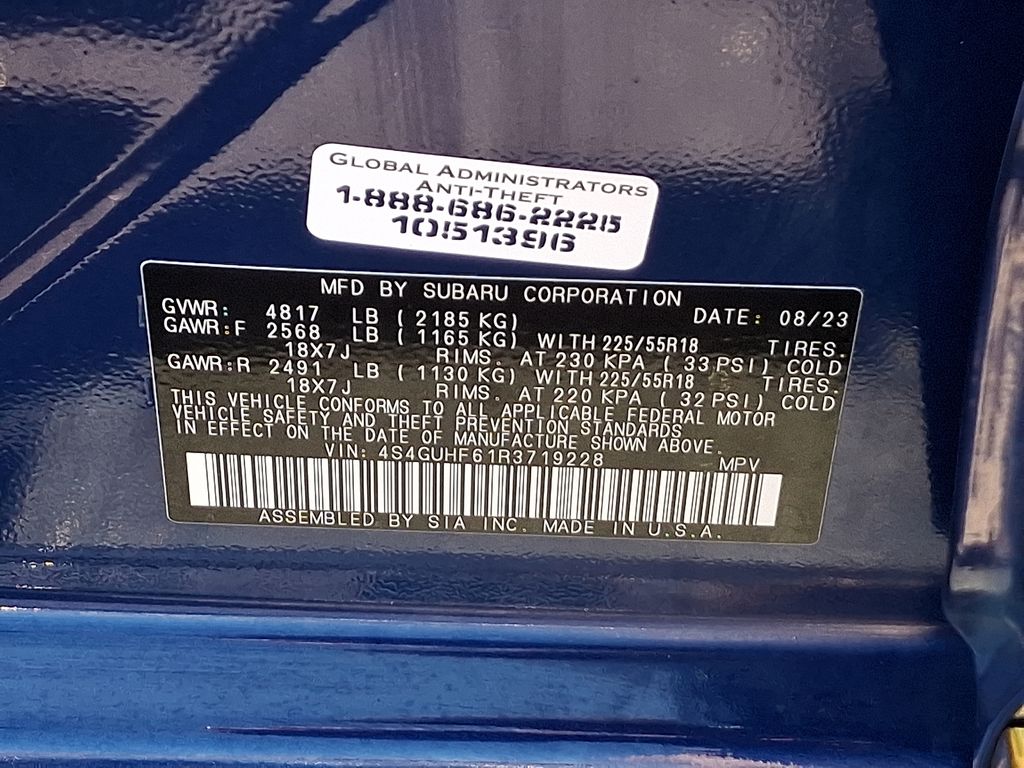 GLOBAL ADMINISTRATORS
ANTI-THEFT
1-888-686-2225
10151396
MFD BY SUBARU CORPORATION
GVWR: 4817 LB ( 2185 KG) DATE: 08/23
GAWR:F 2568 LB ( 1165 KG) WITH 225/55R18 TIRES.
18X7J RIMS. AT 230 KPA ( 33 PSI) COLD
GAWR:R 2491 LB ( 1130 KG) WITH 225/55R18 TIRES.
18X7J RIMS. AT 220 KPA ( 32 PSI) COLD
THIS VEHICLE CONFORMS TO ALL APPLICABLE FEDERAL MOTOR
VEHICLE SAFETY AND THEFT PREVENTION STANDARDS
IN EFFECT ON THE DATE OF MANUFACTURE SHOWN ABOVE.
VIN: 4S4GUHF61R3719228 MPV
ASSEMBLED BY SIA INC. MADE IN U.S.A.